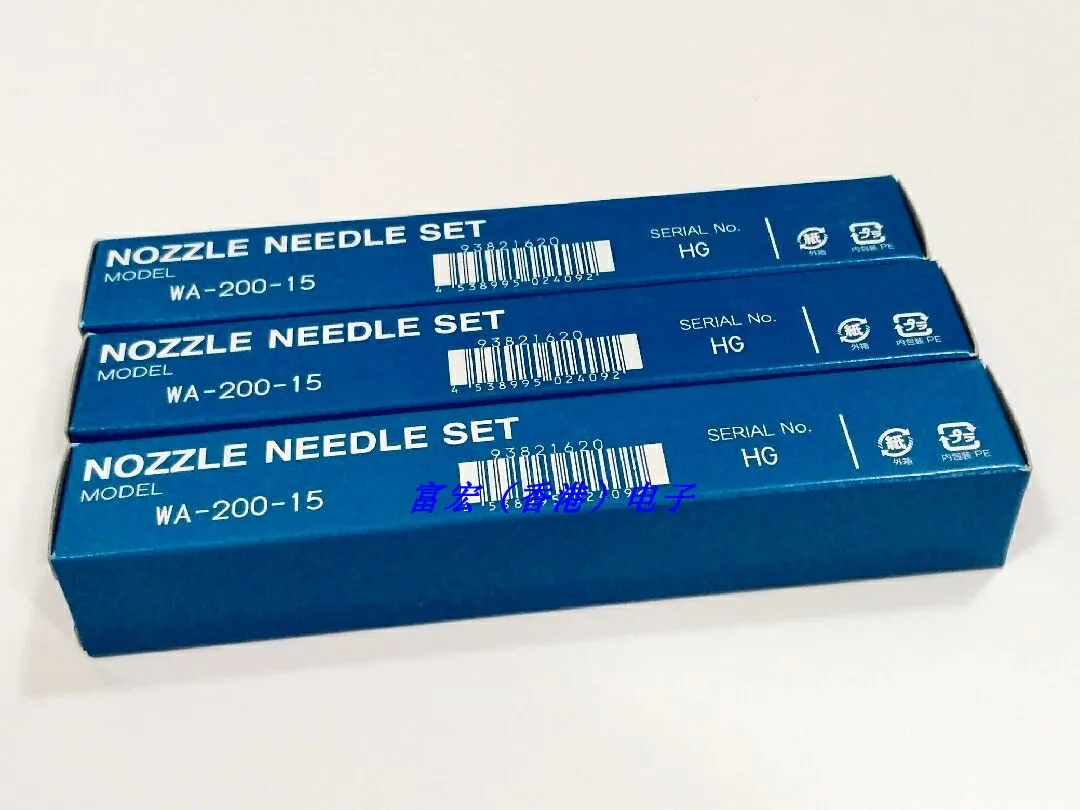 NOZZLE NEEDLE SET
MODEL
WA-200-15
93821620
4 538995 024092
SERIAL No.
HG
紙
外箱
プラ
内包装 PE
NOZZLE NEEDLE SET
MODEL
WA-200-15
93821620
4 538995 024092
SERIAL No.
HG
紙
外箱
プラ
内包装 PE
NOZZLE NEEDLE SET
MODEL
WA-200-15
93821620
SERIAL No.
HG
紙
外箱
プラ
内包装 PE
富宏（香港）电子